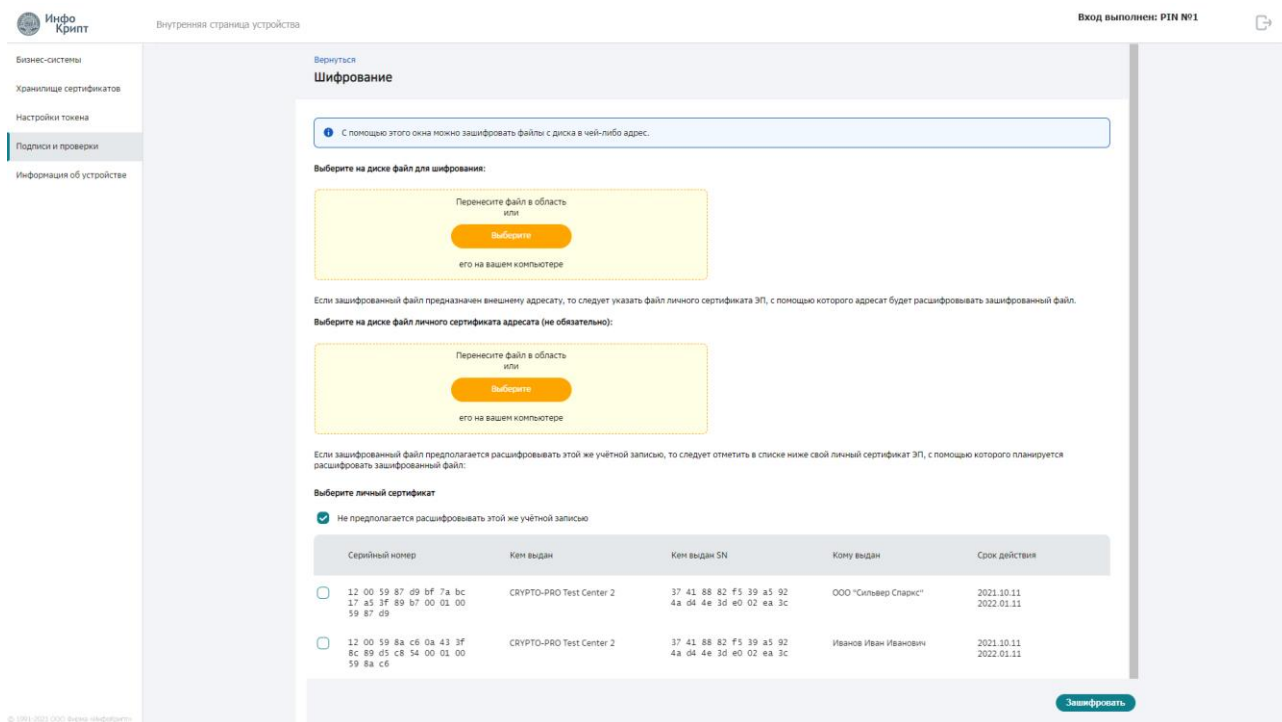 Инфо
Крипт
Внутренняя страница устройства
Вход выполнен: PIN №1
Бизнес-системы
Хранилище сертификатов
Настройки токена
Подписи и проверки
Информация об устройстве
Вернуться
Шифрование
С помощью этого окна можно зашифровать файлы с диска в чей-либо адрес.
Выберите на диске файл для шифрования:
Перенесите файл в область
или
Выберите
его на вашем компьютере
Если зашифрованный файл предназначен внешнему адресату, то следует указать файл личного сертификата ЭП, с помощью которого адресат будет расшифровывать зашифрованный файл.
Выберите на диске файл личного сертификата адресата (не обязательно):
Перенесите файл в область
или
Выберите
его на вашем компьютере
Если зашифрованный файл предполагается расшифровывать этой же учётной записью, то следует отметить в списке ниже свой личный сертификат ЭП, с помощью которого планируется
расшифровать зашифрованный файл:
Выберите личный сертификат
Не предполагается расшифровывать этой же учётной записью
Серийный номер Кем выдан Кем выдан SN Кому выдан Срок действия
12 00 59 87 d9 bf 7a bc CRYPTO-PRO Test Center 2 37 41 88 82 f5 39 a5 92 ООО "Сильвер Спаркс" 2021.10.11
17 a5 3f 89 b7 00 01 00 4a d4 4e 3d e0 02 ea 3c 2022.01.11
59 87 d9
12 00 59 8a c6 0a 43 3f CRYPTO-PRO Test Center 2 37 41 88 82 f5 39 a5 92 Иванов Иван Иванович 2021.10.11
8c 89 d5 c8 54 00 01 00 4a d4 4e 3d e0 02 ea 3c 2022.01.11
59 8a c6
Зашифровать
© 1991-2021 ООО Фирма «ИнфоКрипт»